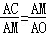 AC/AM = AM/AO